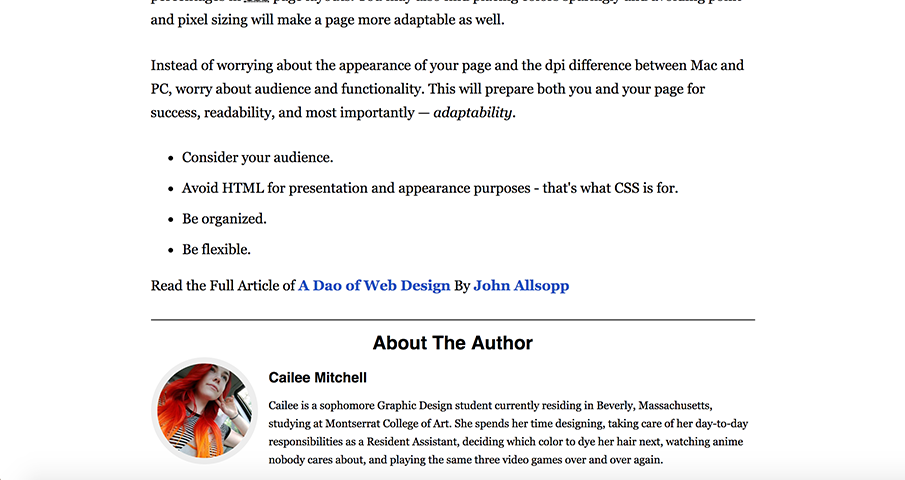 and pixel sizing will make a page more adaptable as well.
Instead of worrying about the appearance of your page and the dpi difference between Mac and
PC, worry about audience and functionality. This will prepare both you and your page for
success, readability, and most importantly — adaptability.
• Consider your audience.
• Avoid HTML for presentation and appearance purposes - that's what CSS is for.
• Be organized.
• Be flexible.
Read the Full Article of A Dao of Web Design By John Allsopp
About The Author
Cailee Mitchell
Cailee is a sophomore Graphic Design student currently residing in Beverly, Massachusetts,
studying at Montserrat College of Art. She spends her time designing, taking care of her day-to-day
responsibilities as a Resident Assistant, deciding which color to dye her hair next, watching anime
nobody cares about, and playing the same three video games over and over again.